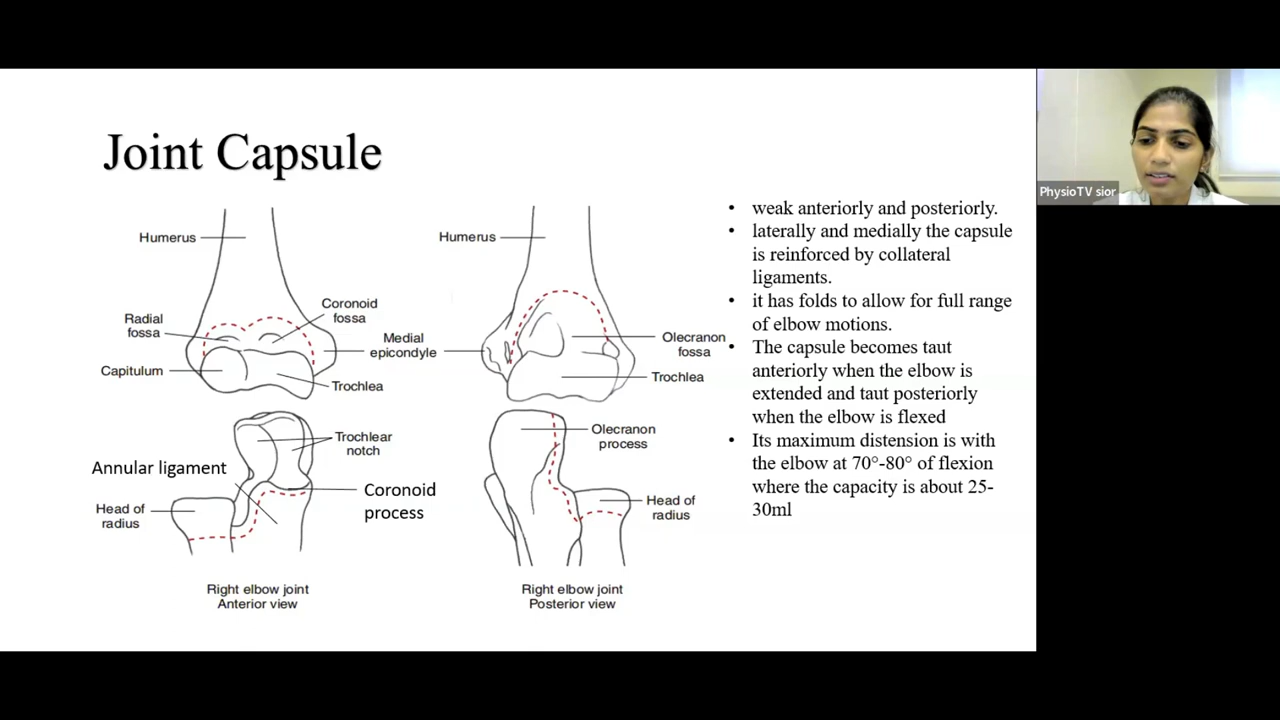 Joint Capsule
Humerus
Radial
fossa
Coronoid
fossa
Capitulum
Medial
epicondyle
Trochlea
Trochlear
notch
Annular ligament
Coronoid
process
Head of
radius
Right elbow joint
Anterior view
Humerus
Olecranon
fossa
Trochlea
Olecranon
process
Head of
radius
Right elbow joint
Posterior view
• weak anteriorly and posteriorly.
• laterally and medially the capsule
is reinforced by collateral
ligaments.
• it has folds to allow for full range
of elbow motions.
• The capsule becomes taut
anteriorly when the elbow is
extended and taut posteriorly
when the elbow is flexed
• Its maximum distension is with
the elbow at 70°-80° of flexion
where the capacity is about 25-
30ml
PhysioTV sior